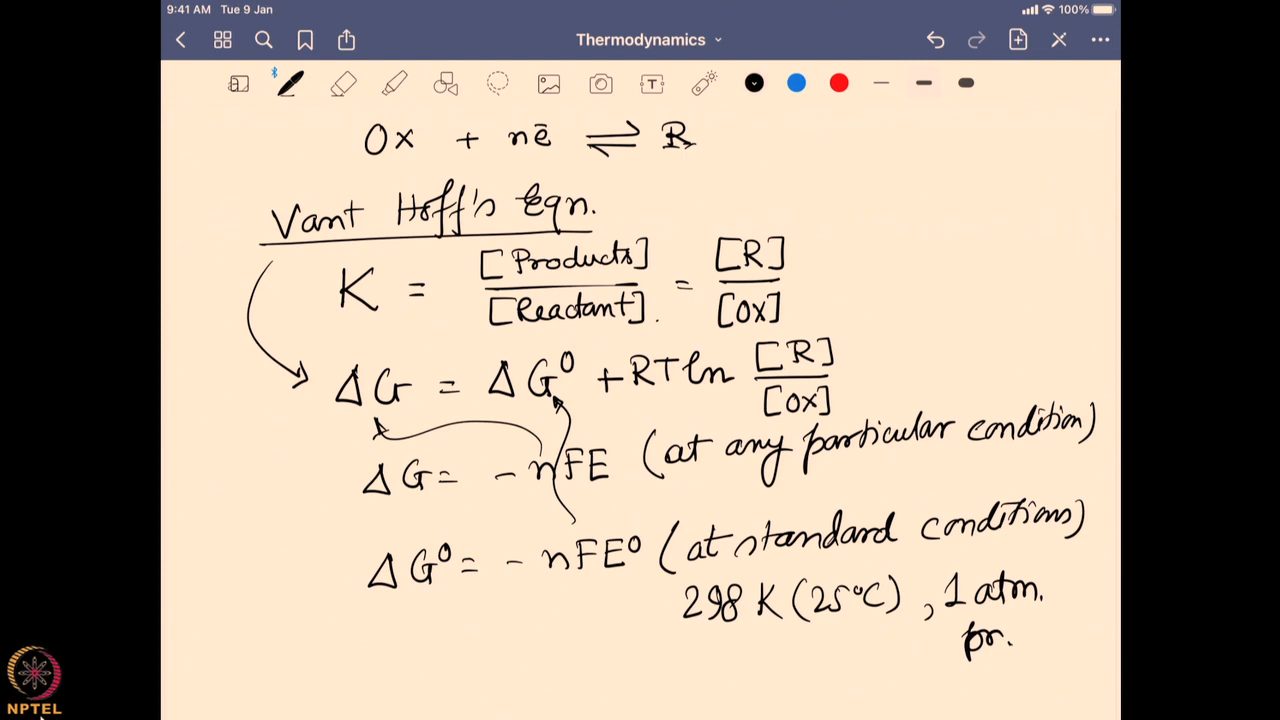 9:41 AM Tue 9 Jan
100%
Thermodynamics
T
Ox + nē ⇌ R
Vant Hoff's Eqn.
K = [Products] / [Reactant]. = [R] / [Ox]
ΔG = ΔG⁰ + RT ln [R] / [Ox]
ΔG = - nFE (at any particular condition)
ΔG⁰ = - nFE⁰ (at standard conditions)
298 K (25°C), 1 atm.
pr.
NPTEL